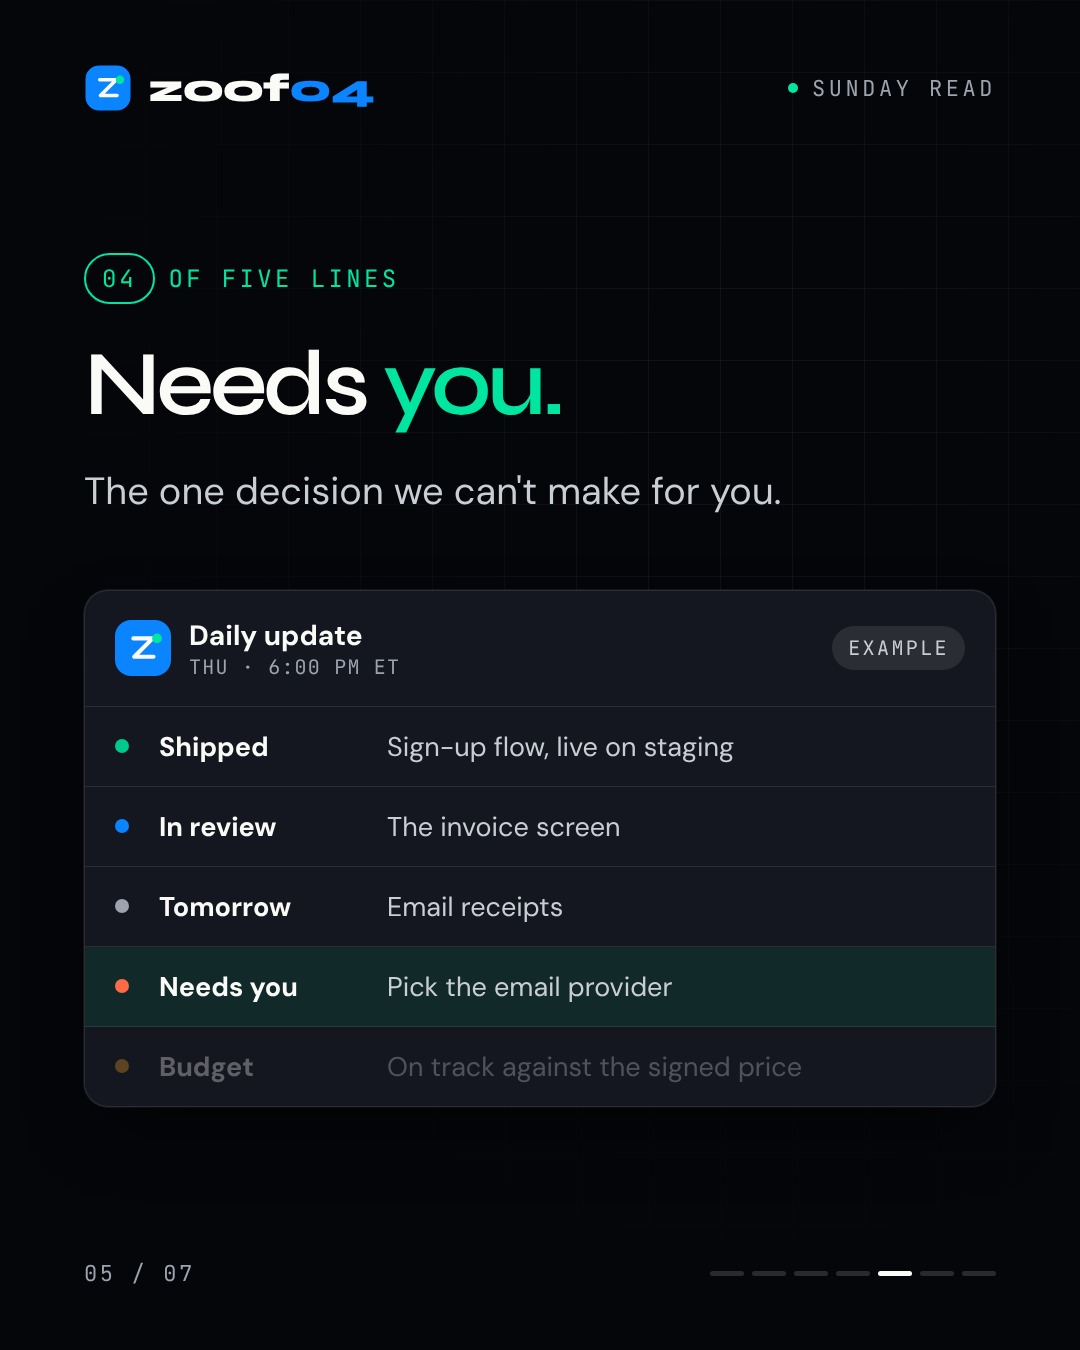 Z zoof04
SUNDAY READ
04 OF FIVE LINES
Needs you.
The one decision we can't make for you.
Z Daily update
THU · 6:00 PM ET
EXAMPLE
Shipped Sign-up flow, live on staging
In review The invoice screen
Tomorrow Email receipts
Needs you Pick the email provider
Budget On track against the signed price
05 / 07